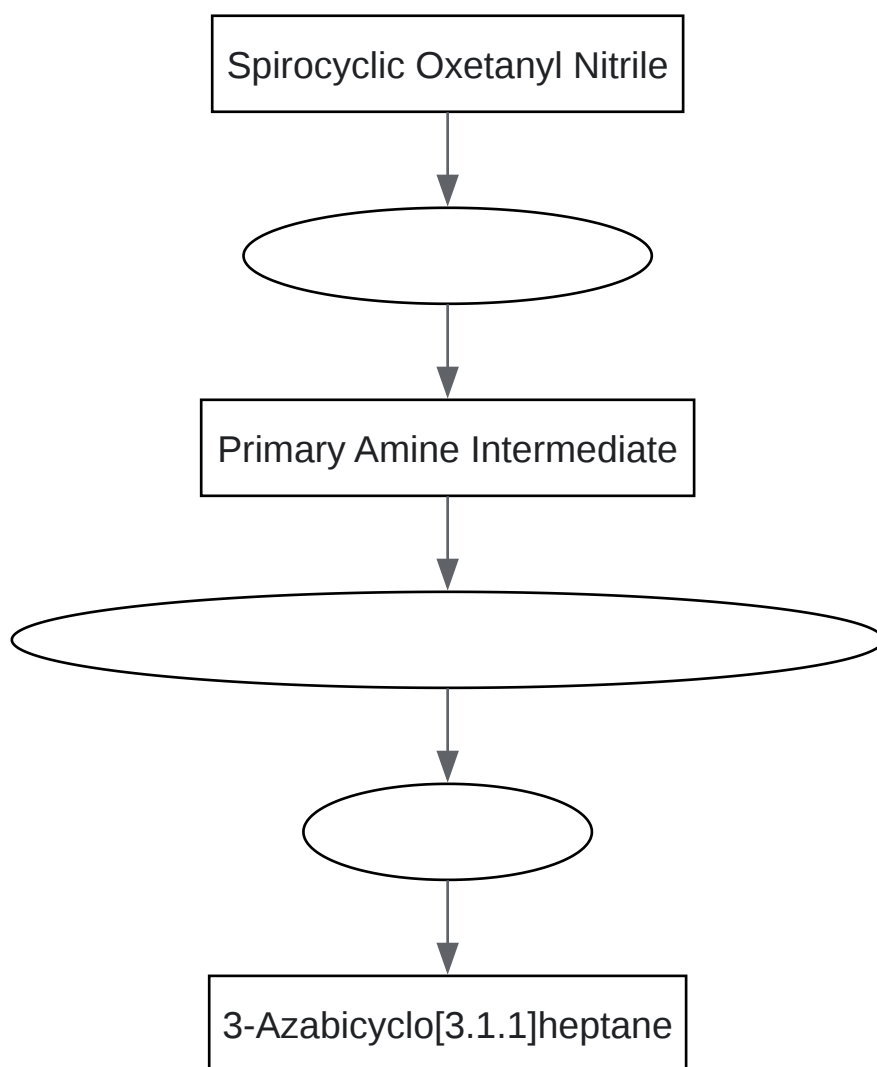 Spirocyclic Oxetanyl Nitrile
Primary Amine Intermediate
3-Azabicyclo[3.1.1]heptane